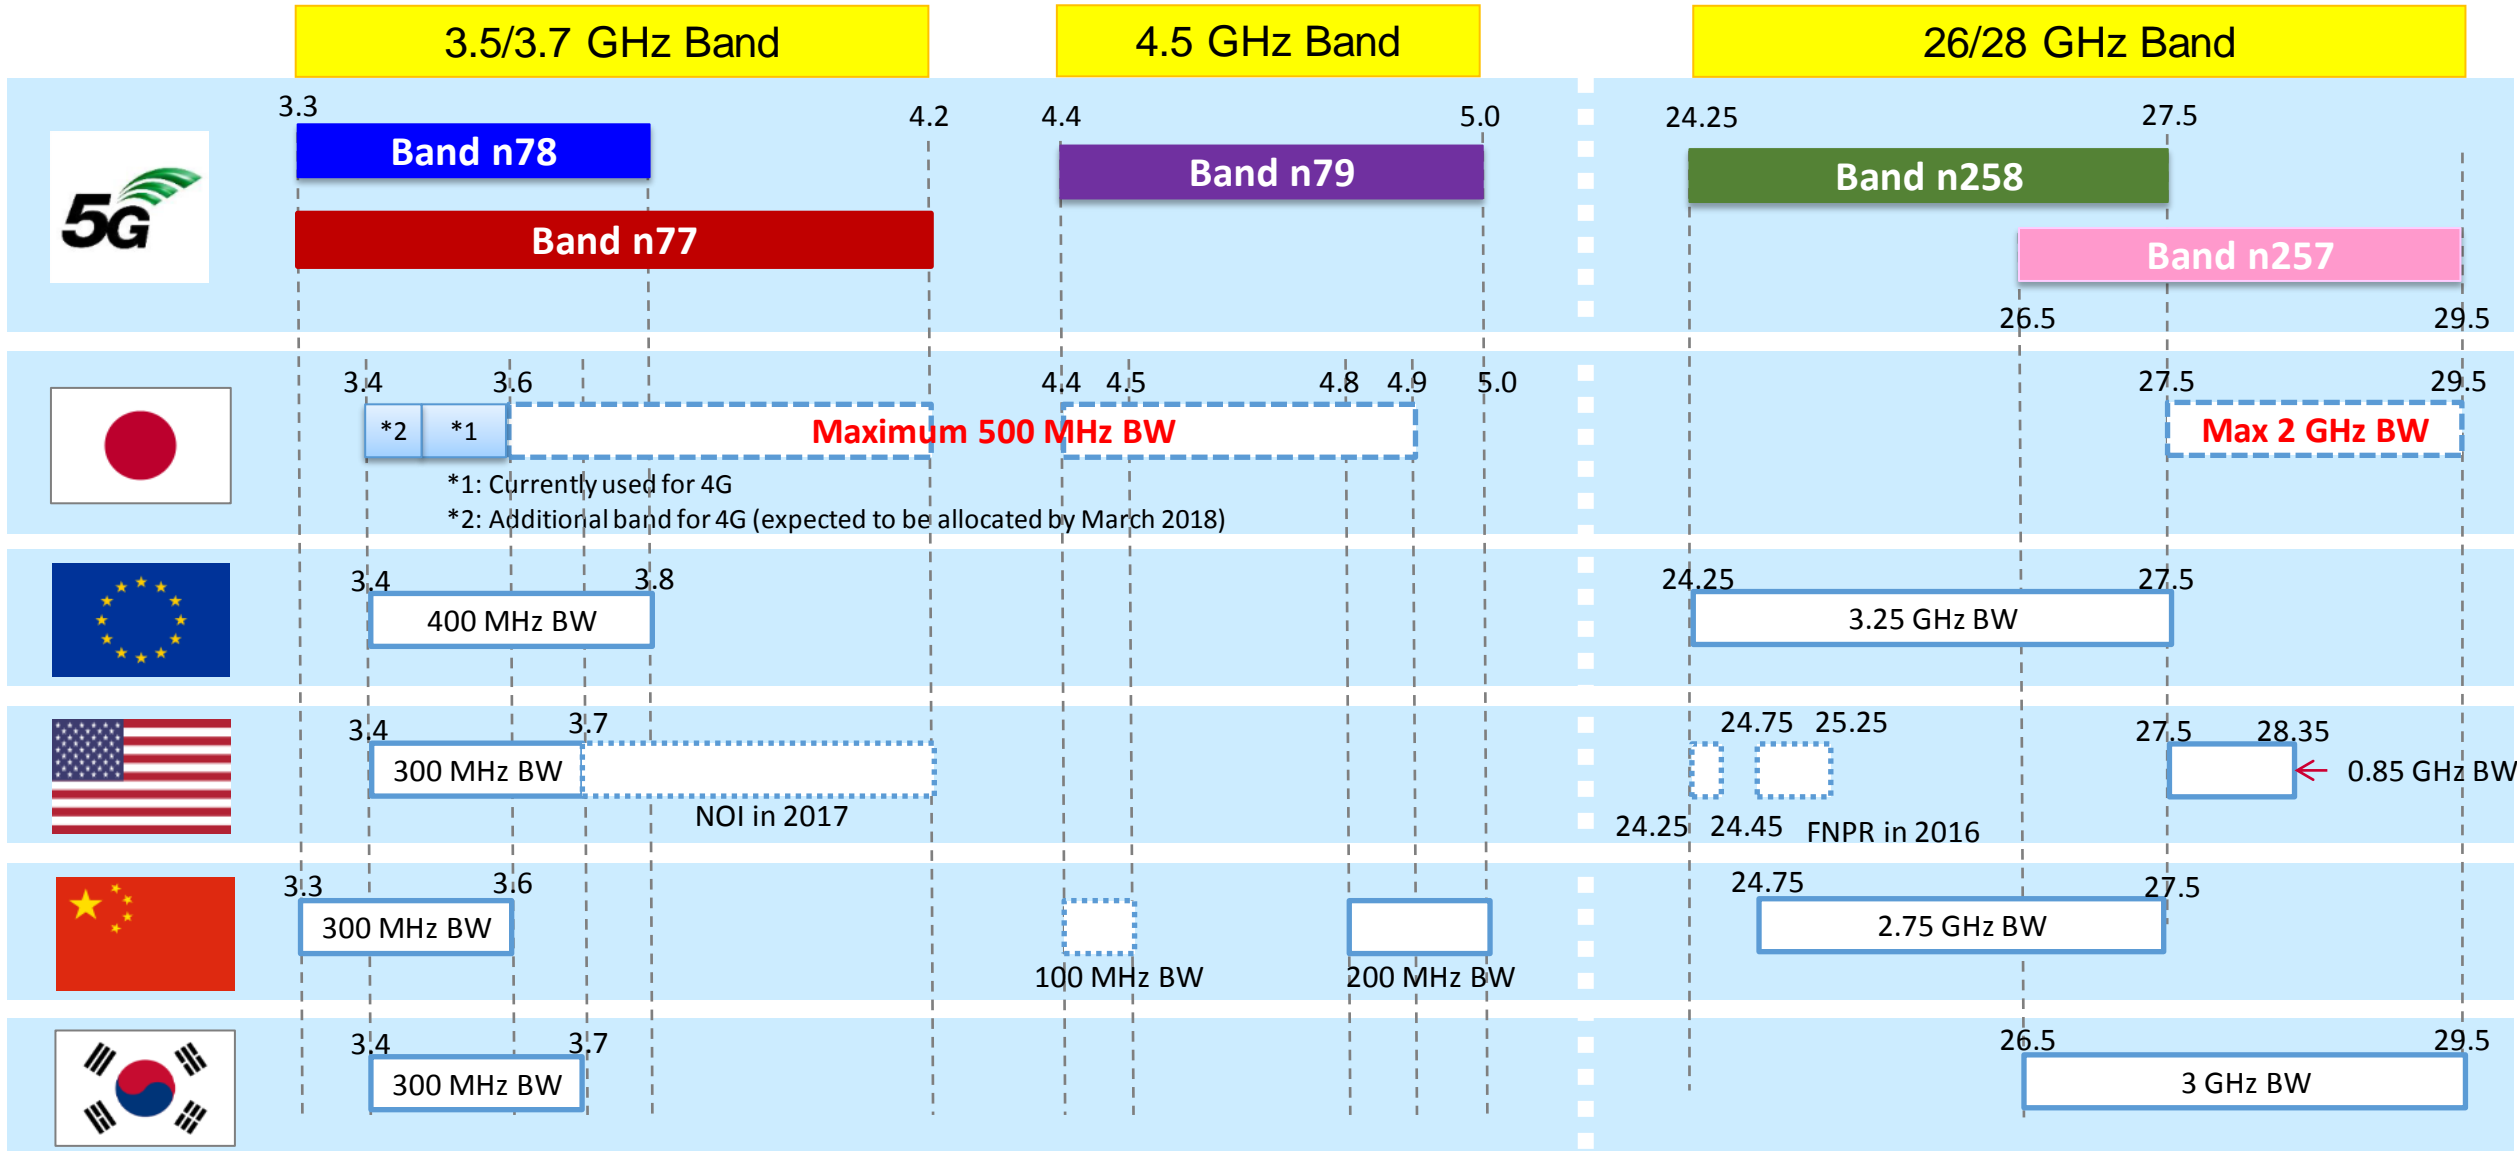 3.5/3.7 GHz Band
4.5 GHz Band
26/28 GHz Band
5G
3.3
4.2
4.4
5.0
24.25
27.5
Band n78
Band n79
Band n258
Band n77
Band n257
26.5
29.5
3.4
3.6
4.4
4.5
4.8
4.9
5.0
27.5
29.5
*2
*1
Maximum 500 MHz BW
Max 2 GHz BW
*1: Currently used for 4G
*2: Additional band for 4G (expected to be allocated by March 2018)
3.4
3.8
24.25
27.5
400 MHz BW
3.25 GHz BW
3.4
3.7
24.75
25.25
27.5
28.35
300 MHz BW
0.85 GHz BW
NOI in 2017
24.25
24.45
FNPR in 2016
3.3
3.6
24.75
27.5
300 MHz BW
2.75 GHz BW
100 MHz BW
200 MHz BW
3.4
3.7
26.5
29.5
300 MHz BW
3 GHz BW